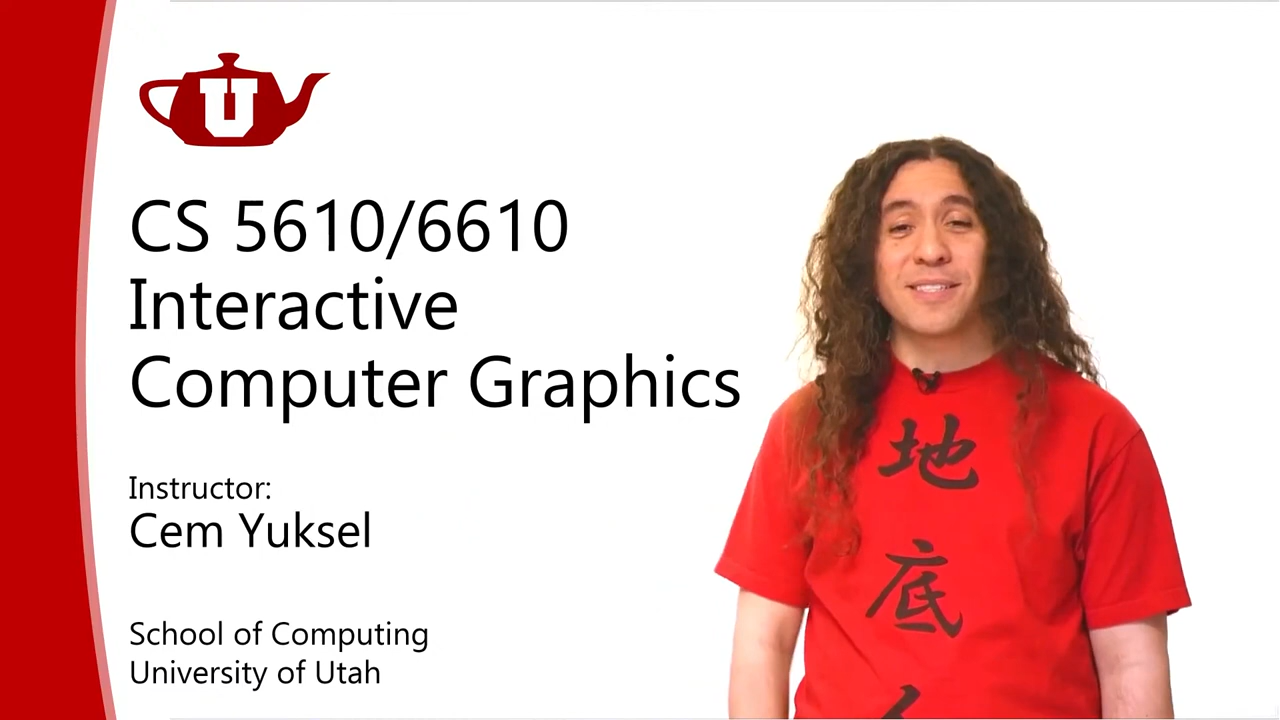 U
CS 5610/6610
Interactive
Computer Graphics
Instructor:
Cem Yuksel
School of Computing
University of Utah
地
底